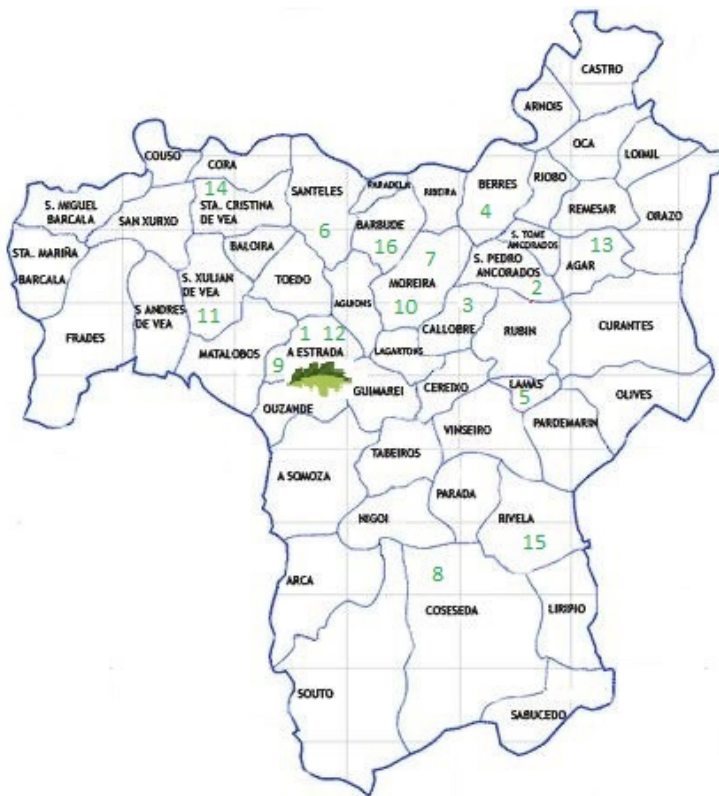 CASTRO
ARNOIS
OCA
LOIMIL
COUSO
CORA
SANTELES
PARADELA
RIBEIRA
BERRES
RIOBO
S. MIGUEL
BARCALA
14
STA. CRISTINA
DE VEA
SAN XURXO
BARBUDE
4
REMESAR
ORAZO
6
16
7
S. TOME
ANCORADOS
13
STA. MARIÑA
BARCALA
BALOIRA
S. XULIAN
DE VEA
TOEDO
MOREIRA
S. PEDRO
ANCORADOS
AGAR
2
AGUIONS
10
3
S ANDRES
DE VEA
11
FRADES
1
12
CALLOBRE
RUBIN
CURANTES
MATALOBOS
A ESTRADA
LAGARTONS
9
GUIMAREI
CEREIXO
LAMAS
5
OLIVES
OUZANDE
VINSEIRO
PARDEMARIN
TABEIROS
A SOMOZA
PARADA
NIGOI
RIVELA
15
8
ARCA
COSESEDA
LIRIPIO
SOUTO
SABUCEDO